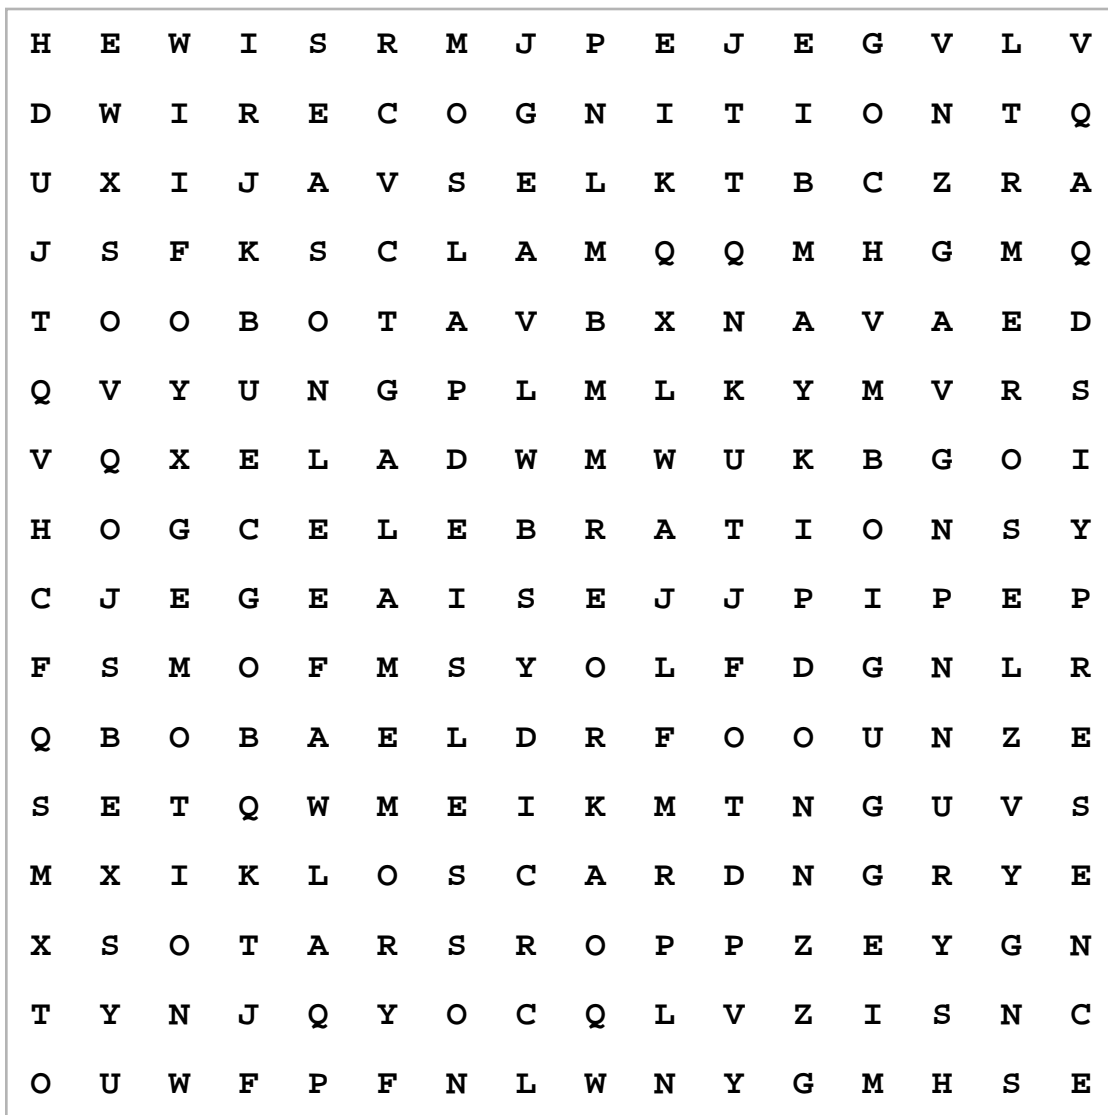 H E W I S R M J P E J E G V L V
D W I R E C O G N I T I O N T Q
U X I J A V S E L K T B C Z R A
J S F K S C L A M Q Q M H G M Q
T O O B O T A V B X N A V A E D
Q V Y U N G P L M L K Y M V R S
V Q X E L A D W M W U K B G O I
H O G C E L E B R A T I O N S Y
C J E G E A I S E J J P I P E P
F S M O F M S Y O L F D G N L R
Q B O B A E L D R F O O U N Z E
S E T Q W M E I K M T N G U V S
M X I K L O S C A R D N G R Y E
X S O T A R S R O P P Z E Y G N
T Y N J Q Y O C Q L V Z I S N C
O U W F P F N L W N Y G M H S E